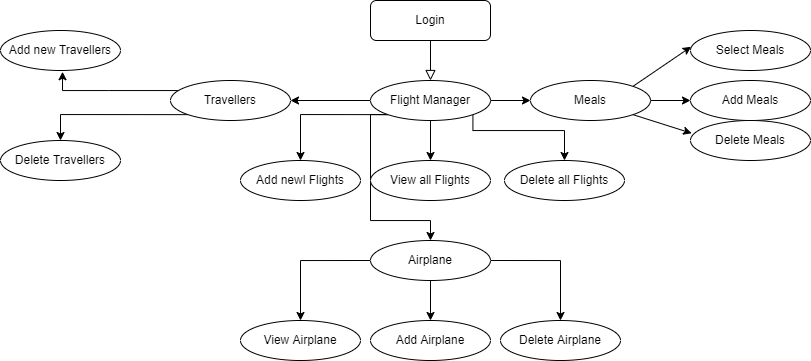 Login
Add new Travellers
Select Meals
Travellers
Flight Manager
Meals
Add Meals
Delete Meals
Delete Travellers
Add newl Flights
View all Flights
Delete all Flights
Airplane
View Airplane
Add Airplane
Delete Airplane